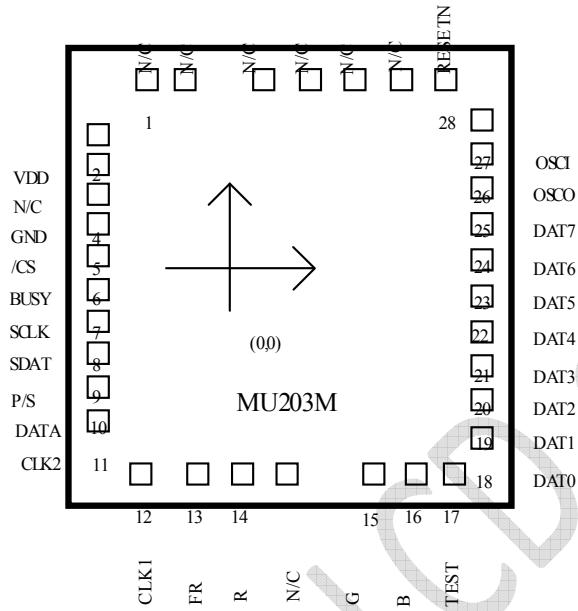 N/C N/C N/C N/C N/C N/C RESETN
1 28
VDD 2
N/C
GND 4
/CS 5
BUSY 6
SCLK 7
SDAT 8
P/S 9
DATA 10
CLK2 11
27 OSCI
26 OSCO
25 DAT7
24 DAT6
23 DAT5
22 DAT4
21 DAT3
20 DAT2
19 DAT1
18 DAT0
(0,0)
MU203M
12 13 14 15 16 17
CLK1 FR R N/C G B TEST
LCD